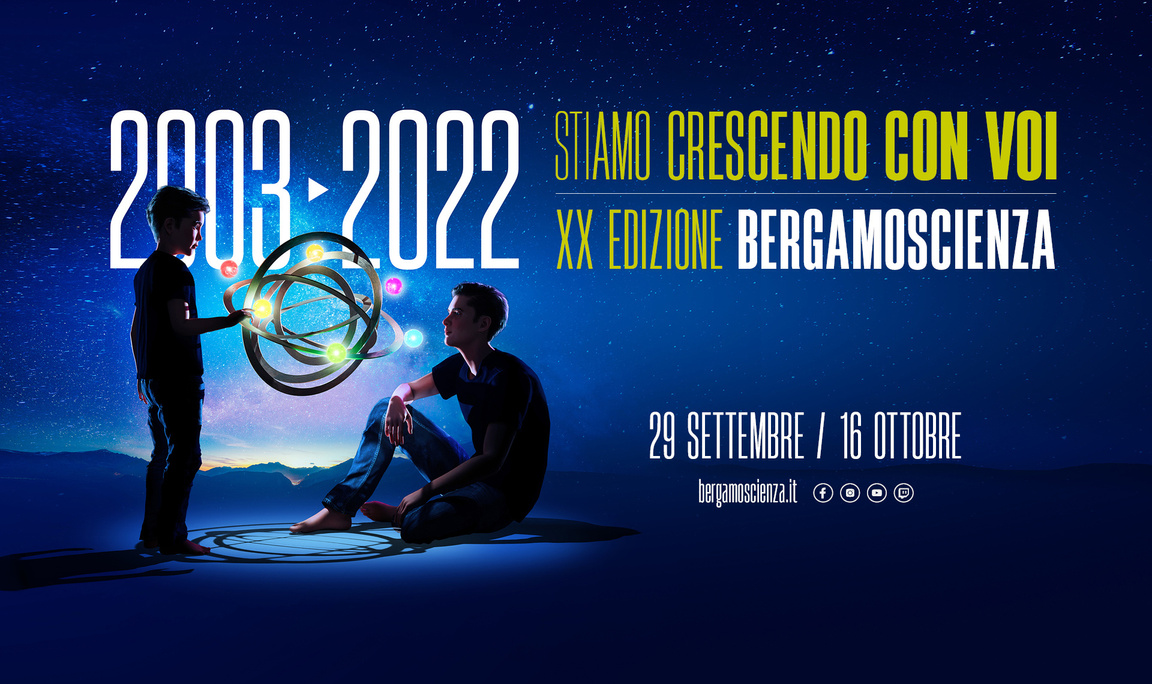 2003 ▸ 2022
STIAMO CRESCENDO CON VOI
XX EDIZIONE BERGAMOSCIENZA
29 SETTEMBRE / 16 OTTOBRE
bergamoscienza.it